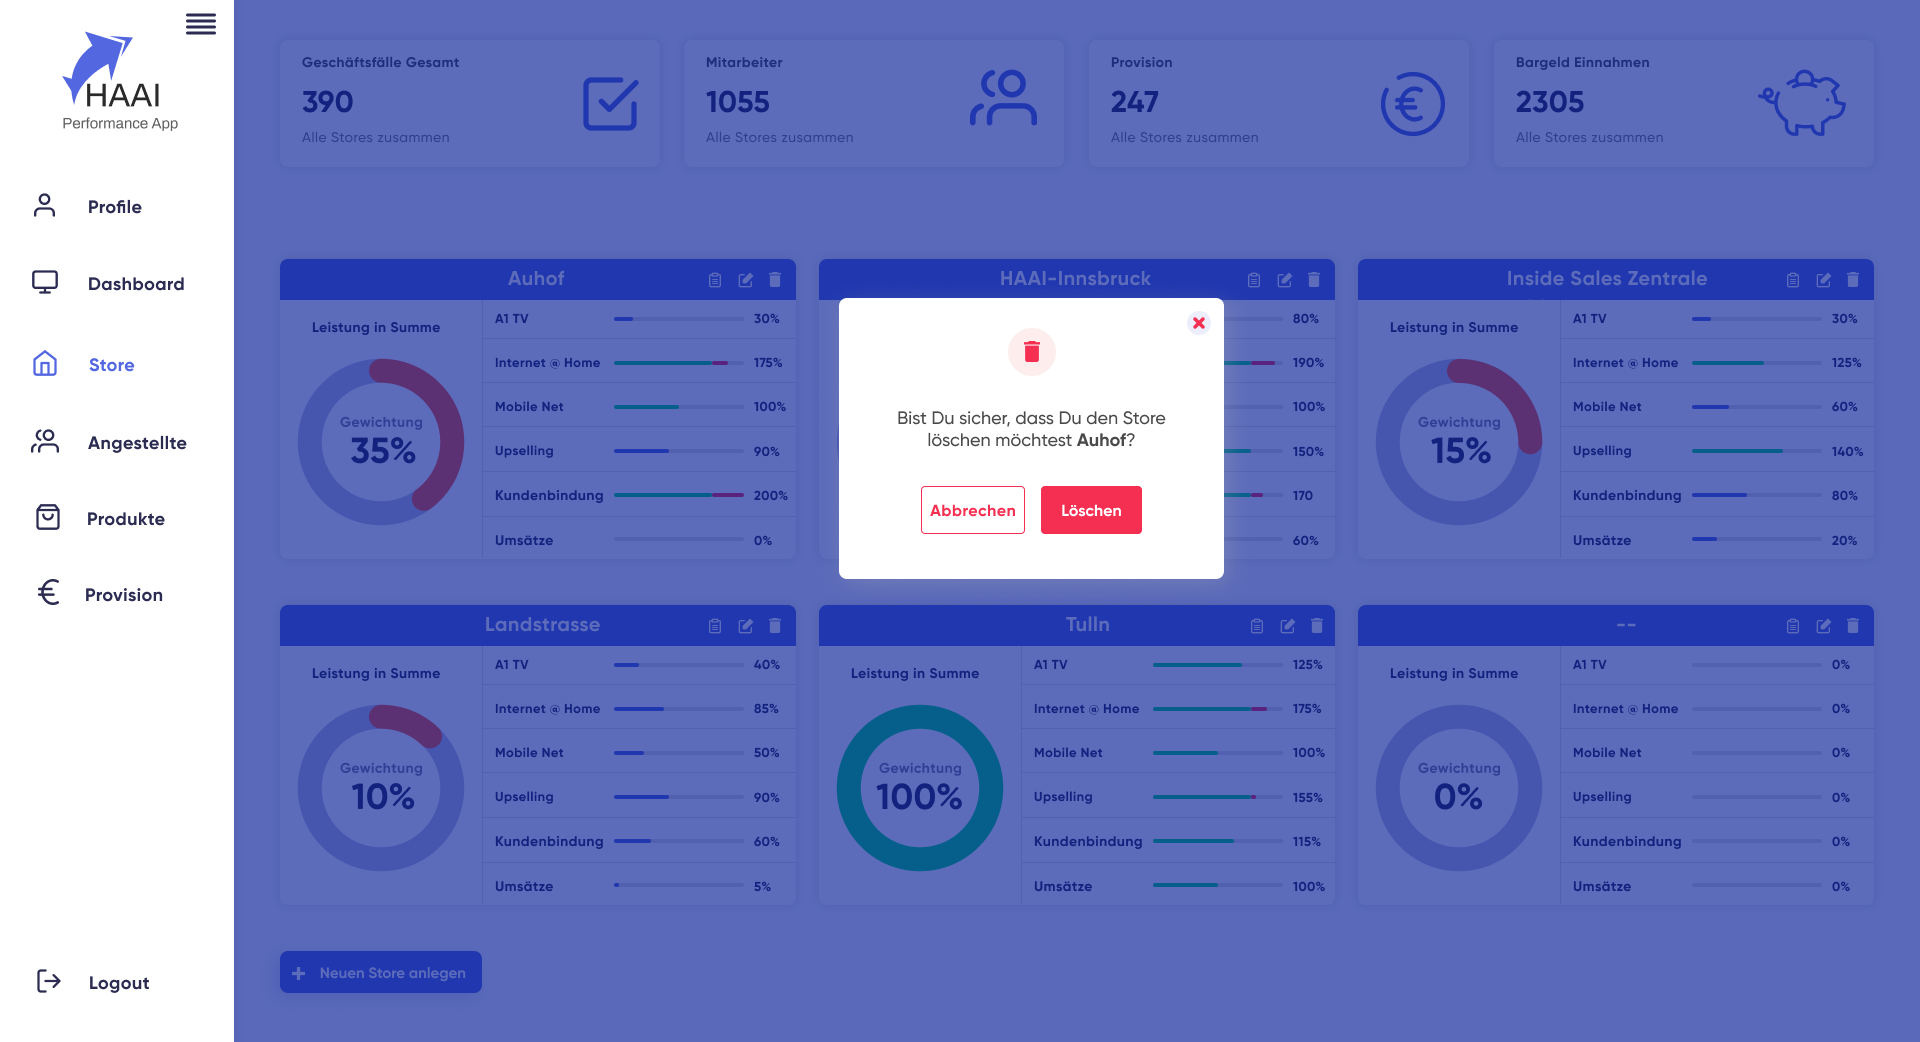 HAAI
Performance App
Profile
Dashboard
Store
Angestellte
Produkte
Provision
Logout
Geschäftsfälle Gesamt
390
Alle Stores zusammen
Mitarbeiter
1055
Alle Stores zusammen
Provision
247
Alle Stores zusammen
Bargeld Einnahmen
2305
Alle Stores zusammen
Auhof
Leistung in Summe
Gewichtung
35%
A1 TV 30%
Internet @ Home 175%
Mobile Net 100%
Upselling 90%
Kundenbindung 200%
Umsätze 0%
HAAI-Innsbruck
80%
190%
100%
150%
170
60%
Bist Du sicher, dass Du den Store
löschen möchtest Auhof?
Abbrechen
Löschen
Inside Sales Zentrale
Leistung in Summe
Gewichtung
15%
A1 TV 30%
Internet @ Home 125%
Mobile Net 60%
Upselling 140%
Kundenbindung 80%
Umsätze 20%
Landstrasse
Leistung in Summe
Gewichtung
10%
A1 TV 40%
Internet @ Home 85%
Mobile Net 50%
Upselling 90%
Kundenbindung 60%
Umsätze 5%
Tulln
Leistung in Summe
Gewichtung
100%
A1 TV 125%
Internet @ Home 175%
Mobile Net 100%
Upselling 155%
Kundenbindung 115%
Umsätze 100%
--
Leistung in Summe
Gewichtung
0%
A1 TV 0%
Internet @ Home 0%
Mobile Net 0%
Upselling 0%
Kundenbindung 0%
Umsätze 0%
+ Neuen Store anlegen